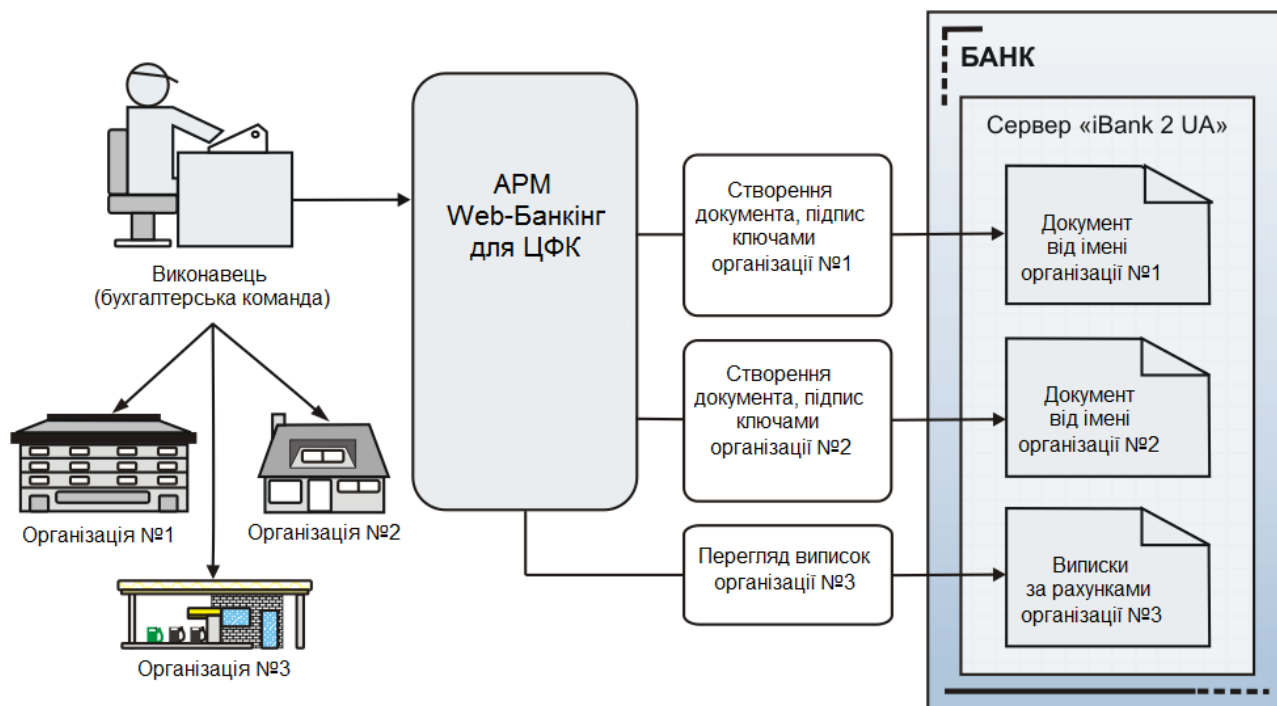 БАНК
Сервер «iBank 2 UA»
Виконавець
(бухгалтерська команда)
Організація №1
Організація №2
Організація №3
АРМ
Web-Банкінг
для ЦФК
Створення
документа, підпис
ключами
організації №1
Створення
документа, підпис
ключами
організації №2
Перегляд виписок
організації №3
Документ
від імені
організації №1
Документ
від імені
організації №2
Виписки
за рахунками
організації №3